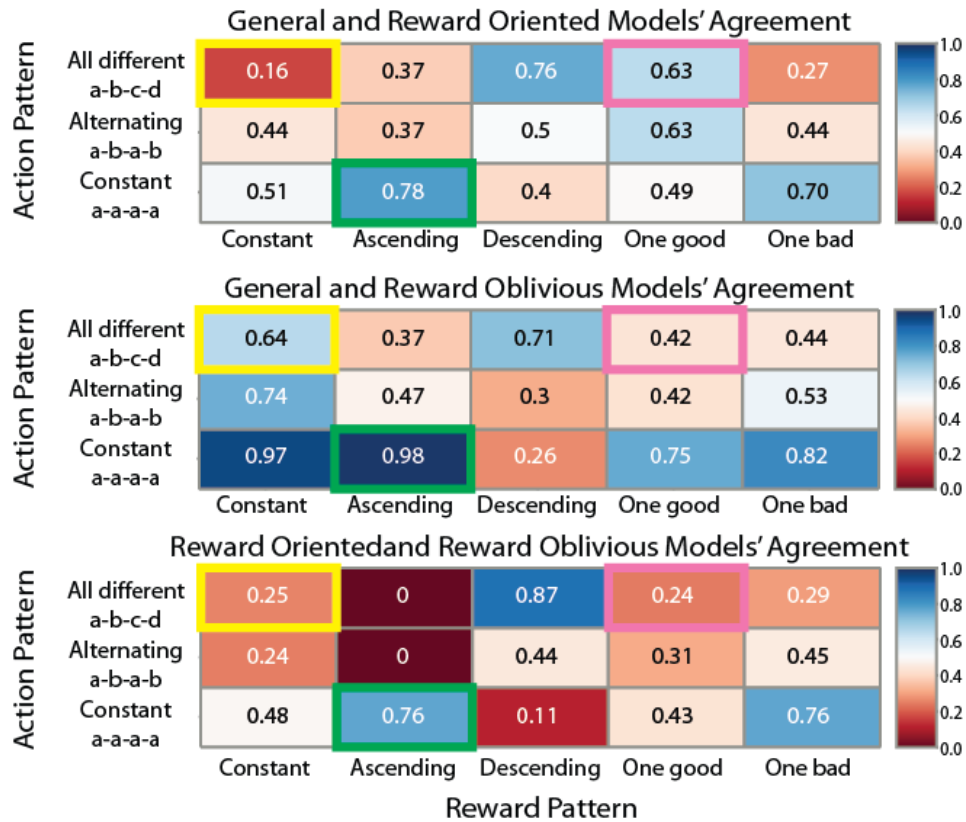 General and Reward Oriented Models' Agreement
Action Pattern
All different
a-b-c-d
0.16 0.37 0.76 0.63 0.27
Alternating
a-b-a-b
0.44 0.37 0.5 0.63 0.44
Constant
a-a-a-a
0.51 0.78 0.4 0.49 0.70
Constant Ascending Descending One good One bad
1.0
0.8
0.6
0.4
0.2
0.0
General and Reward Oblivious Models' Agreement
Action Pattern
All different
a-b-c-d
0.64 0.37 0.71 0.42 0.44
Alternating
a-b-a-b
0.74 0.47 0.3 0.42 0.53
Constant
a-a-a-a
0.97 0.98 0.26 0.75 0.82
Constant Ascending Descending One good One bad
1.0
0.8
0.6
0.4
0.2
0.0
Reward Orientedand Reward Oblivious Models' Agreement
Action Pattern
All different
a-b-c-d
0.25 0 0.87 0.24 0.29
Alternating
a-b-a-b
0.24 0 0.44 0.31 0.45
Constant
a-a-a-a
0.48 0.76 0.11 0.43 0.76
Constant Ascending Descending One good One bad
1.0
0.8
0.6
0.4
0.2
0.0
Reward Pattern